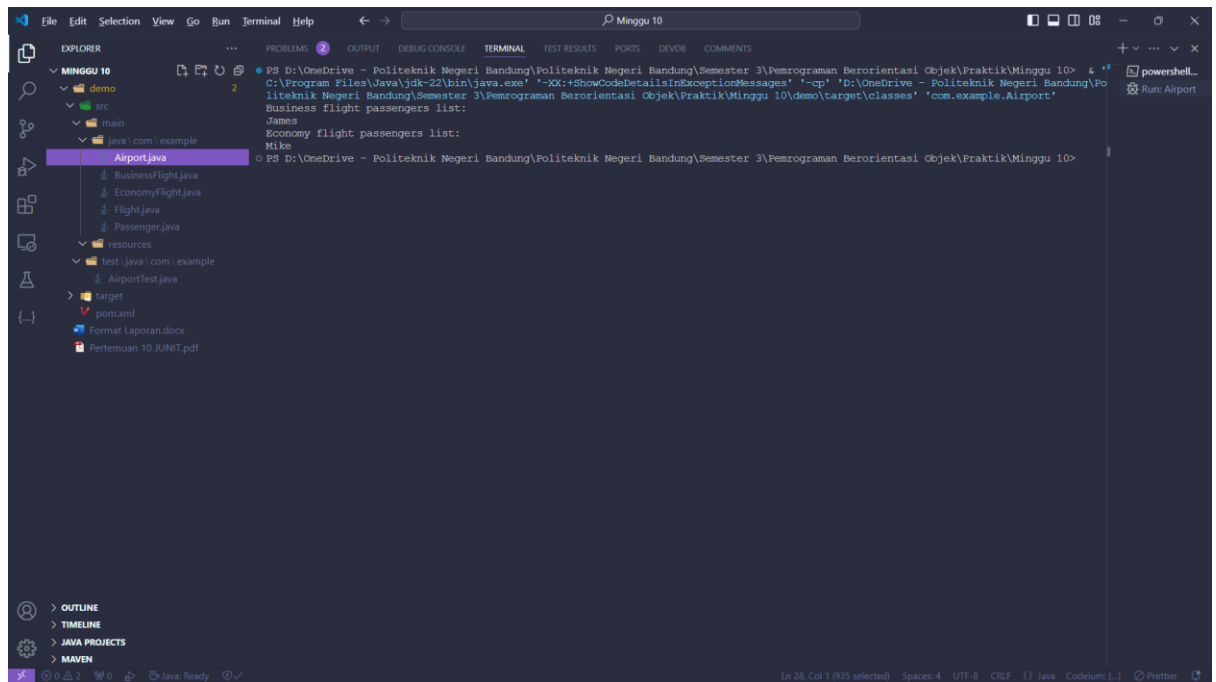 File Edit Selection View Go Run Terminal Help
Minggu 10
EXPLORER
MINGGU 10
demo 2
src
main
java \ com \ example
Airport.java
BusinessFlight.java
EconomyFlight.java
Flight.java
Passenger.java
resources
test \ java \ com \ example
AirportTest.java
target
pom.xml
Format Laporan.docx
Pertemuan 10 JUNIT.pdf
OUTLINE
TIMELINE
JAVA PROJECTS
MAVEN
PROBLEMS 2 OUTPUT DEBUG CONSOLE TERMINAL TEST RESULTS PORTS DEVDB COMMENTS
PS D:\OneDrive - Politeknik Negeri Bandung\Politeknik Negeri Bandung\Semester 3\Pemrograman Berorientasi Objek\Praktik\Minggu 10> & '
C:\Program Files\Java\jdk-22\bin\java.exe' '-XX:+ShowCodeDetailsInExceptionMessages' '-cp' 'D:\OneDrive - Politeknik Negeri Bandung\Po
liteknik Negeri Bandung\Semester 3\Pemrograman Berorientasi Objek\Praktik\Minggu 10\demo\target\classes' 'com.example.Airport'
Business flight passengers list:
James
Economy flight passengers list:
Mike
PS D:\OneDrive - Politeknik Negeri Bandung\Politeknik Negeri Bandung\Semester 3\Pemrograman Berorientasi Objek\Praktik\Minggu 10>
powershell...
Run: Airport
0 2 0 Java: Ready
Ln 28, Col 1 (935 selected) Spaces: 4 UTF-8 CRLF {} Java Codeium: {...} Prettier